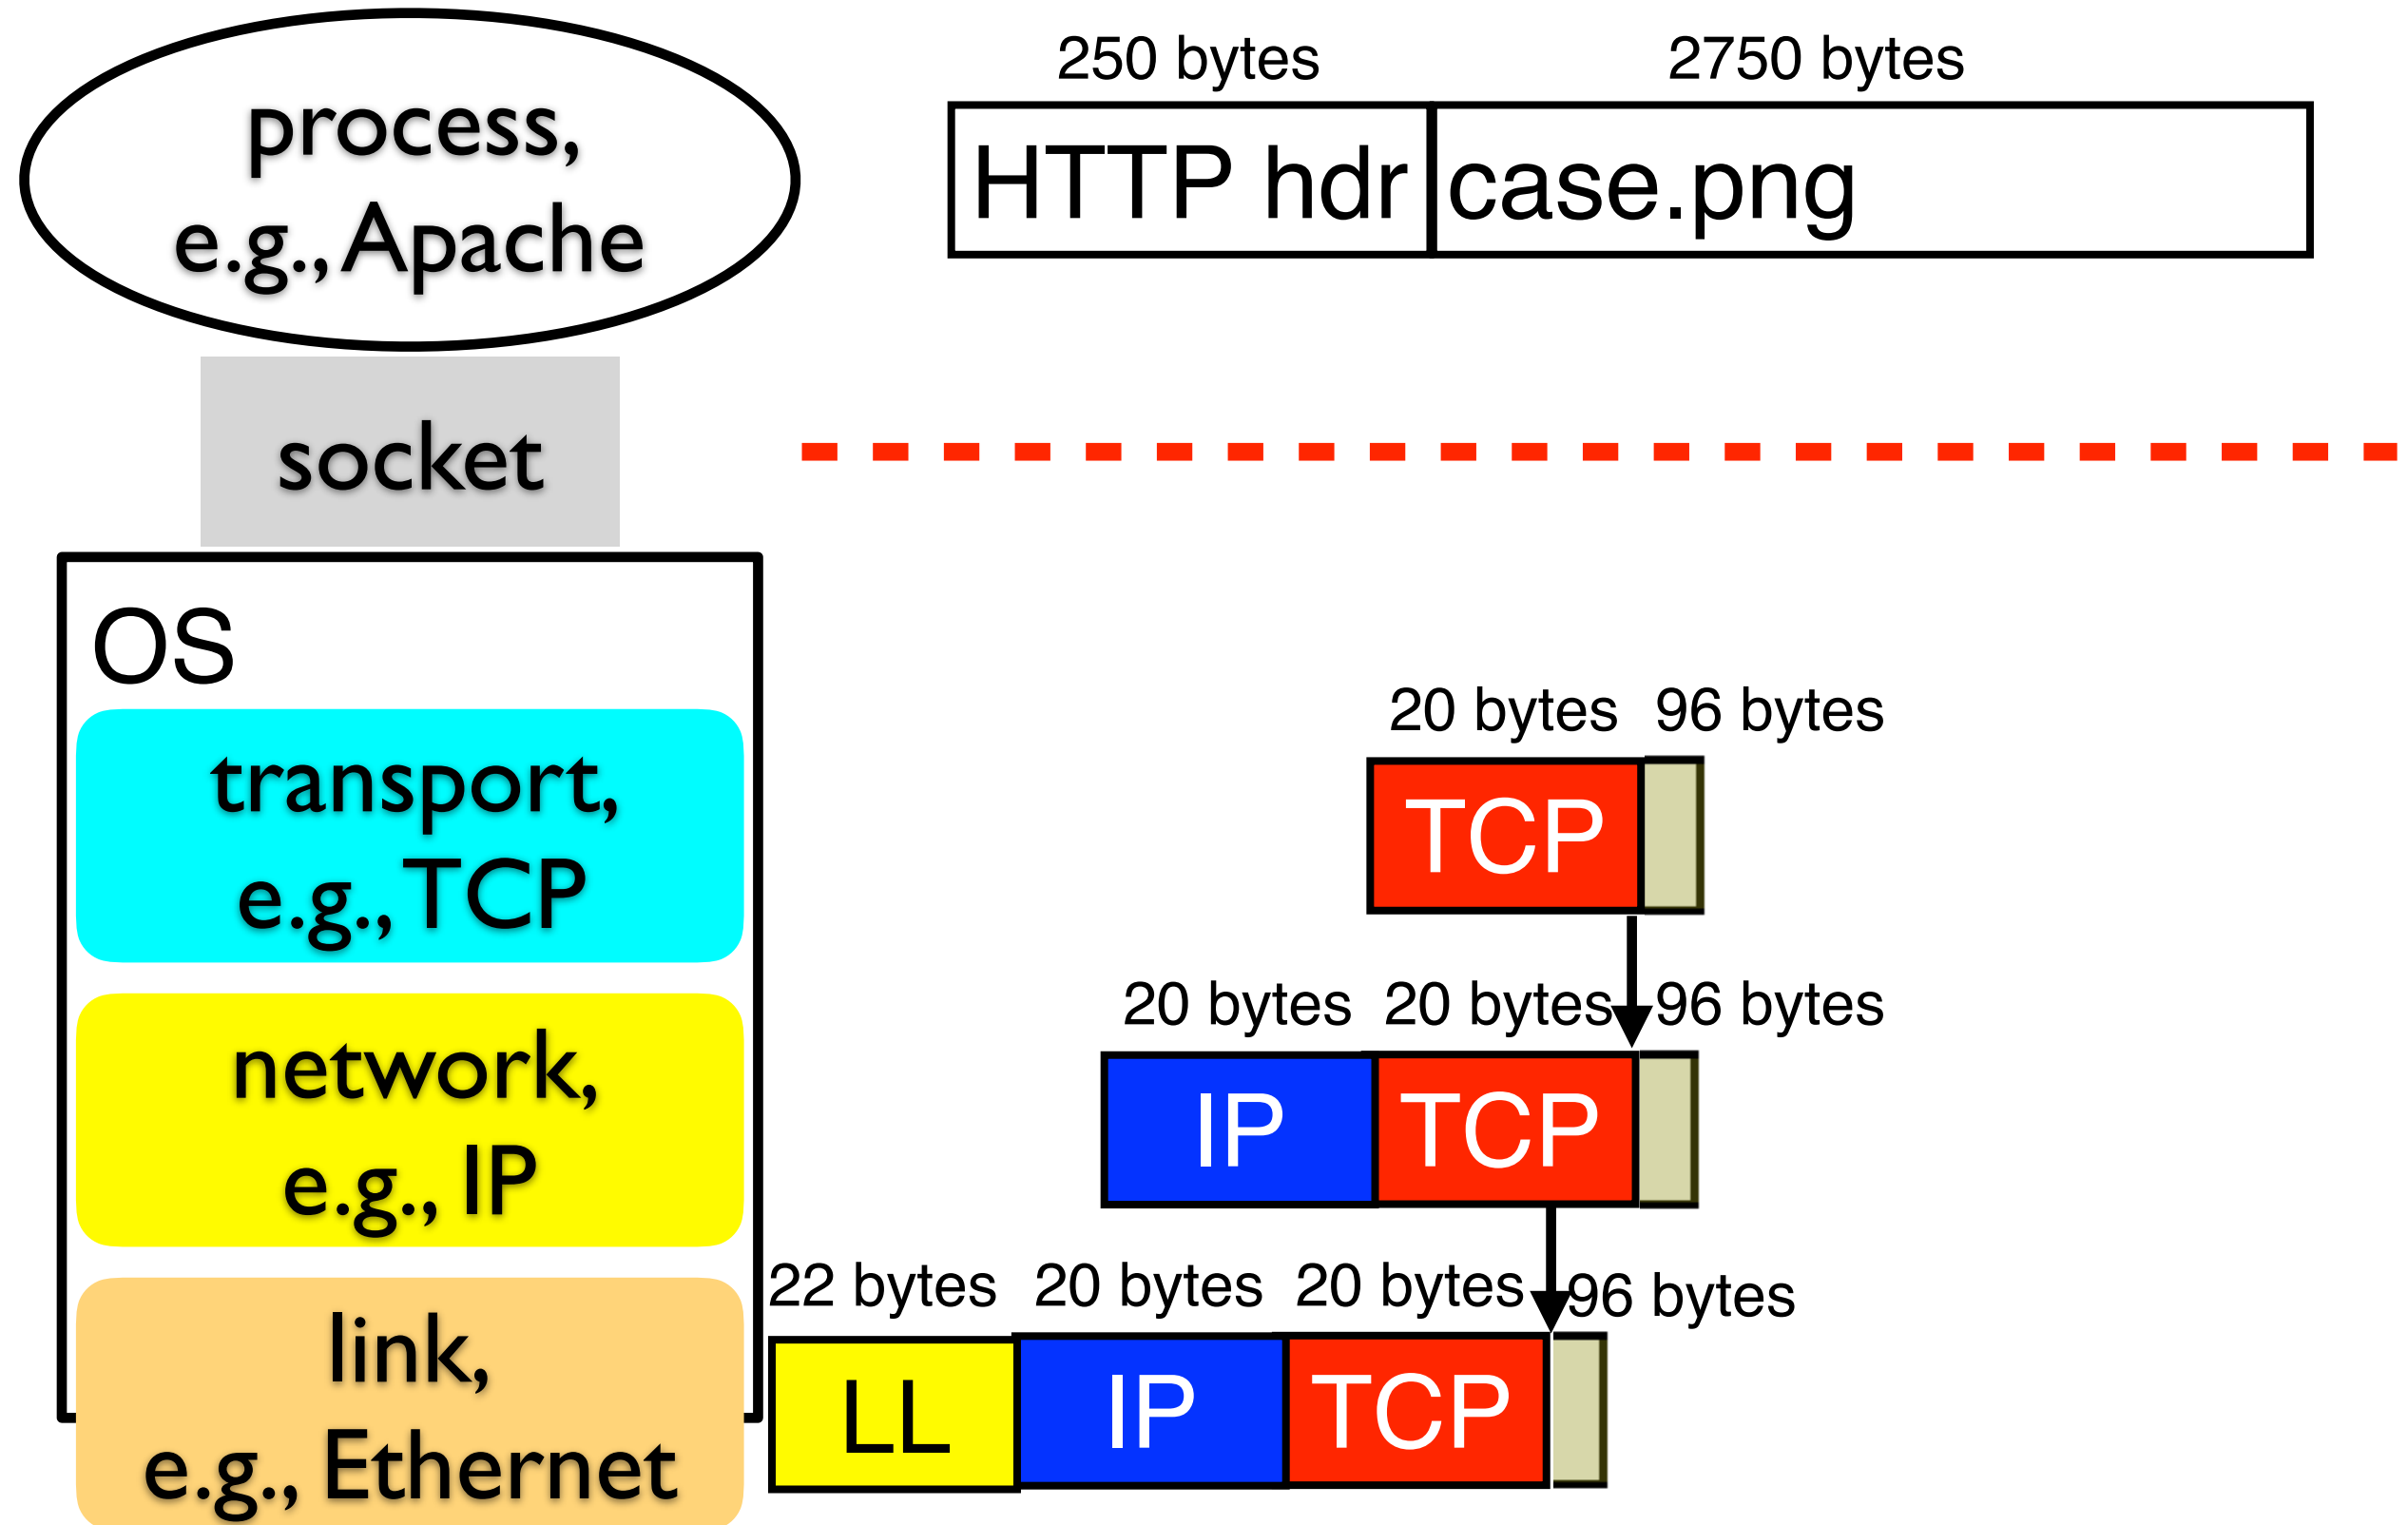 process,
e.g., Apache
250 bytes
2750 bytes
HTTP hdr
case.png
socket
OS
transport,
e.g., TCP
20 bytes
96 bytes
TCP
network,
e.g., IP
20 bytes
20 bytes
96 bytes
IP
TCP
link,
e.g., Ethernet
22 bytes
20 bytes
20 bytes
96 bytes
LL
IP
TCP